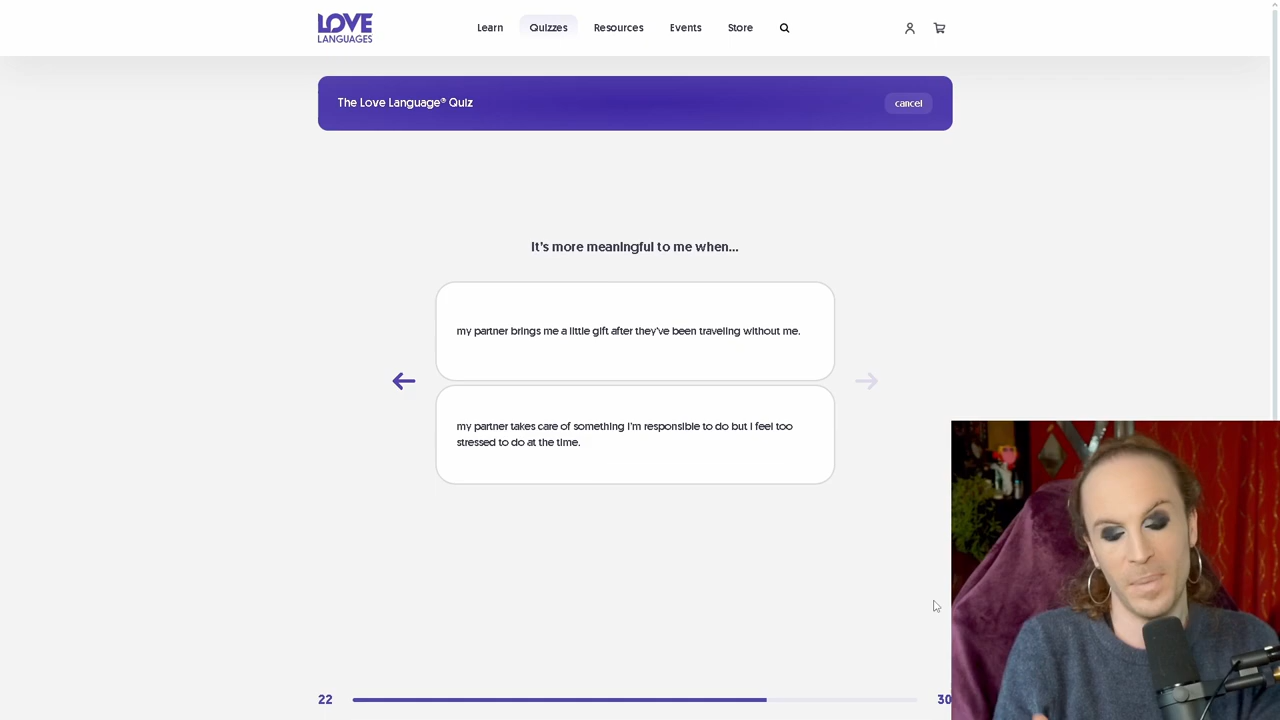 LOVE
LANGUAGES
Learn
Quizzes
Resources
Events
Store
The Love Language® Quiz
cancel
It's more meaningful to me when...
my partner brings me a little gift after they've been traveling without me.
my partner takes care of something I'm responsible to do but I feel too
stressed to do at the time.
22
30